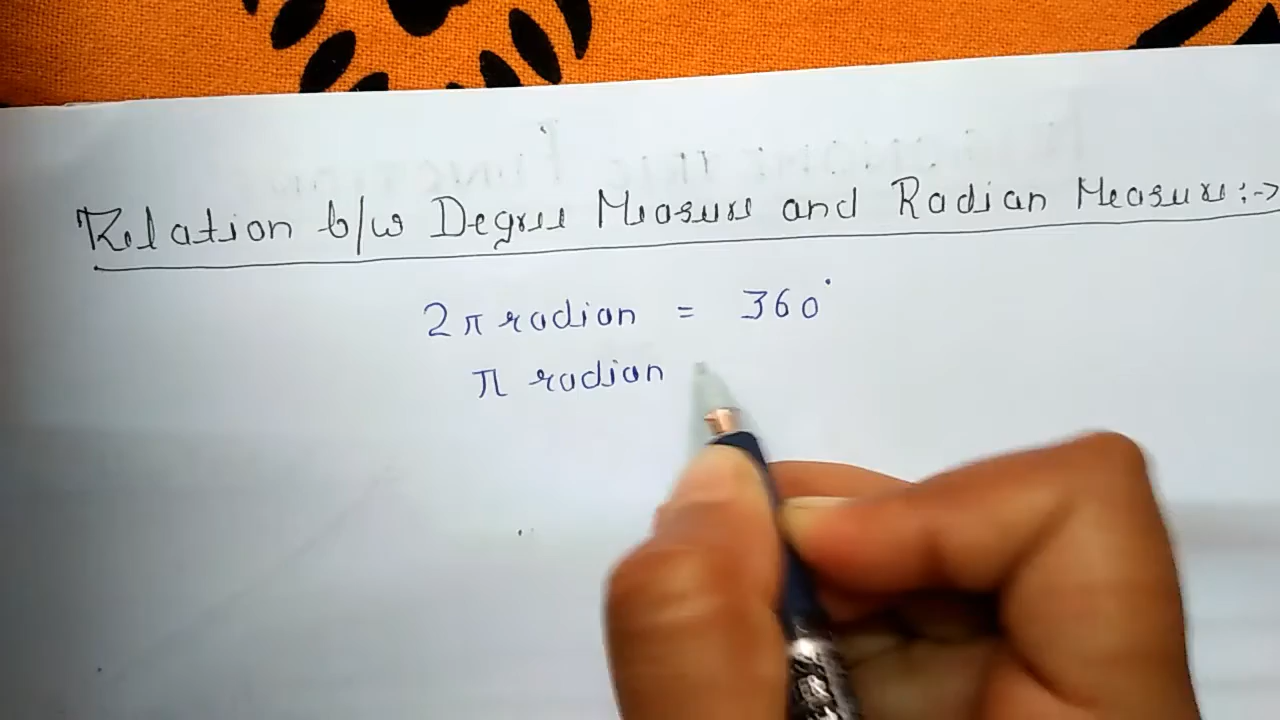 Relation b/w Degree Measure and Radian Measure:->
2π radian = 360°
π radian